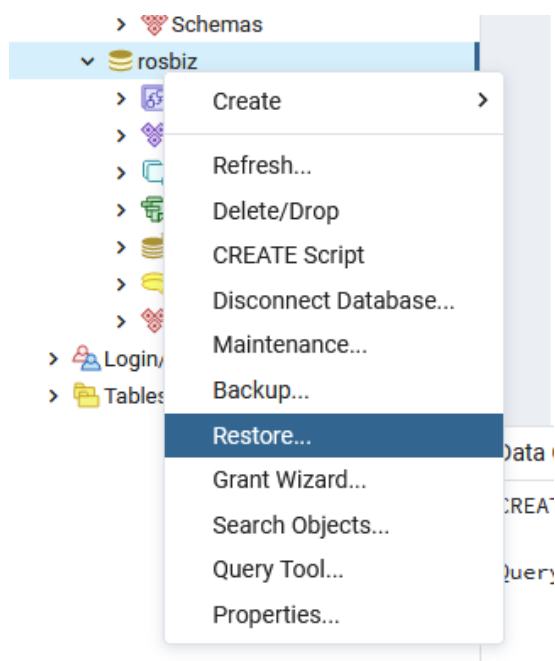 Schemas
rosbiz
Create
Refresh...
Delete/Drop
CREATE Script
Disconnect Database...
Maintenance...
Login/
Backup...
Tables
Restore...
Data
Grant Wizard...
CREAT
Search Objects...
Query Tool...
Query
Properties...